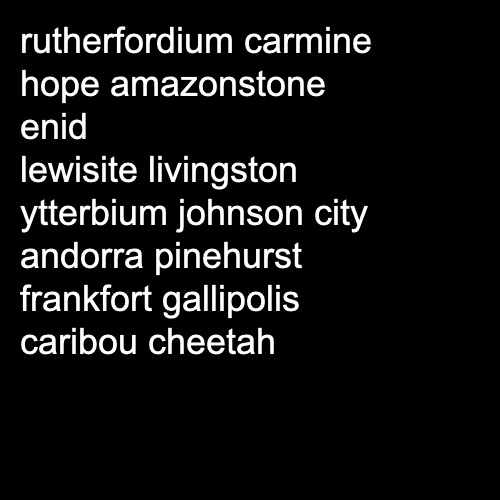 rutherfordium carmine
hope amazonstone
enid
lewisite livingston
ytterbium johnson city
andorra pinehurst
frankfort gallipolis
caribou cheetah